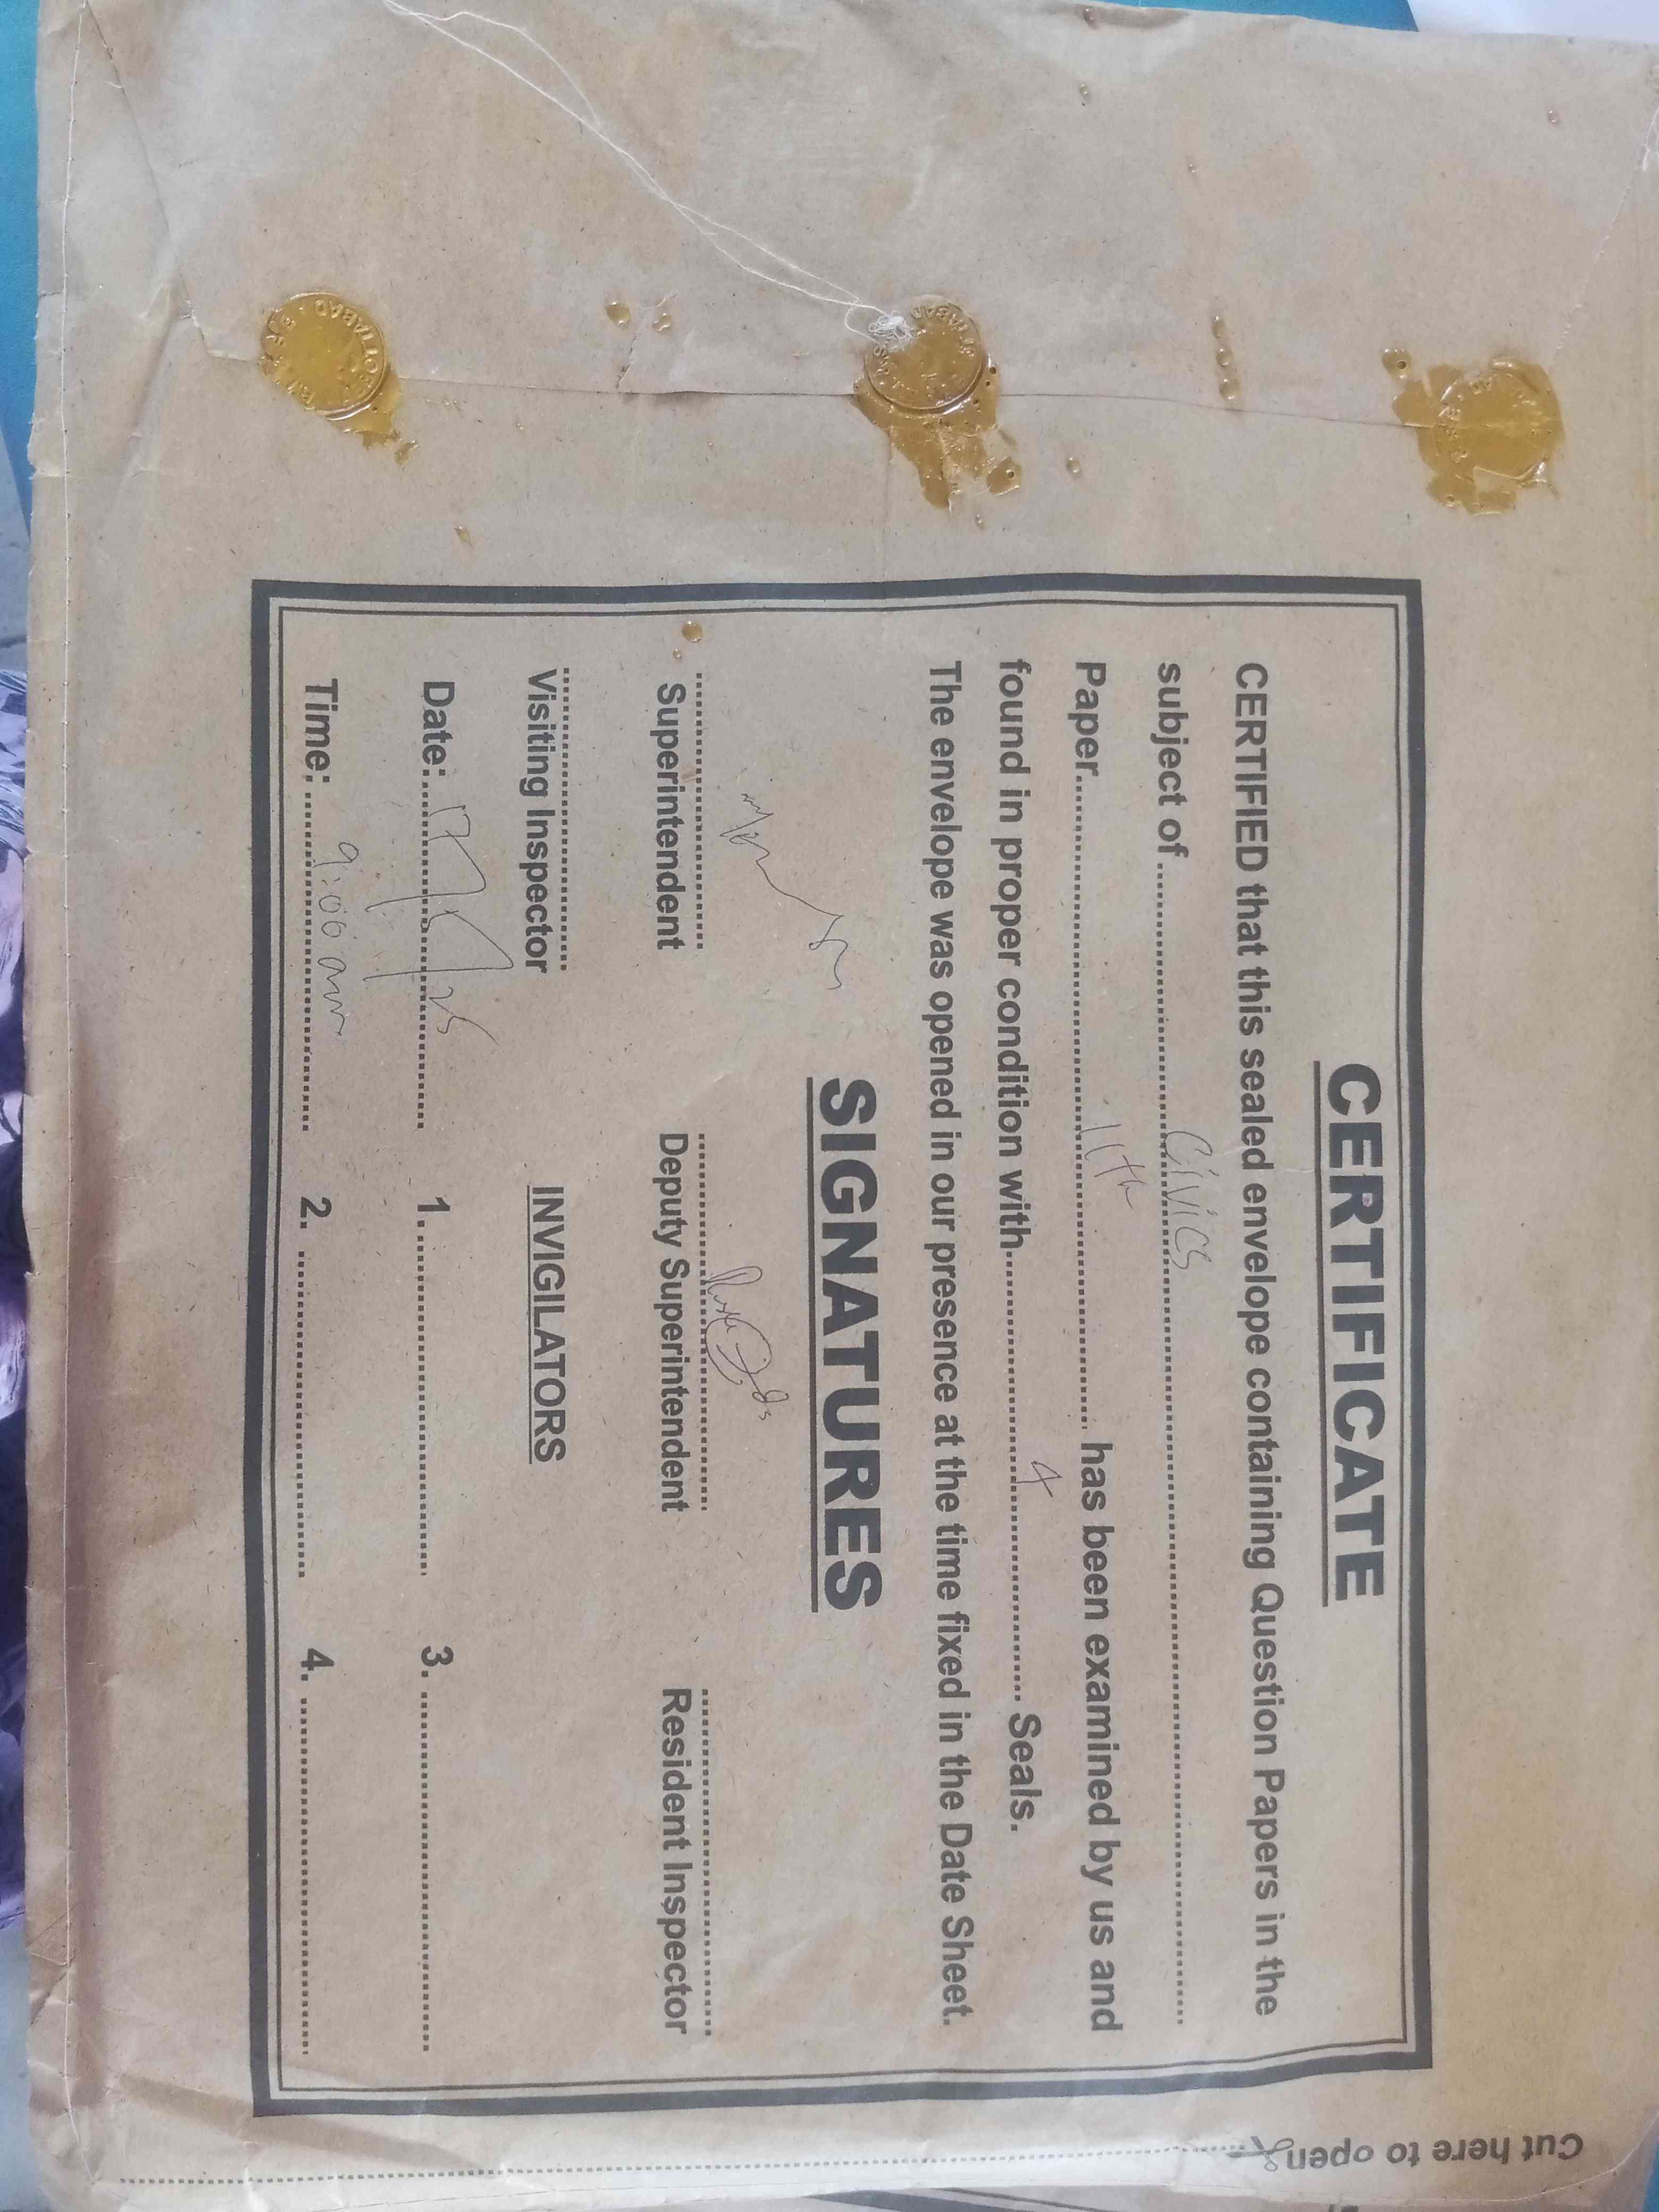 CERTIFICATE
CERTIFIED that this sealed envelope containing Question Papers in the
subject of Civics
Paper 11th has been examined by us and
found in proper condition with 4 Seals.
The envelope was opened in our presence at the time fixed in the Date Sheet.
SIGNATURES
Superintendent Deputy Superintendent Resident Inspector
Visiting Inspector INVIGILATORS
Date: 1. 3.
Time: 9:00 am 2. 4.
Cut here to open